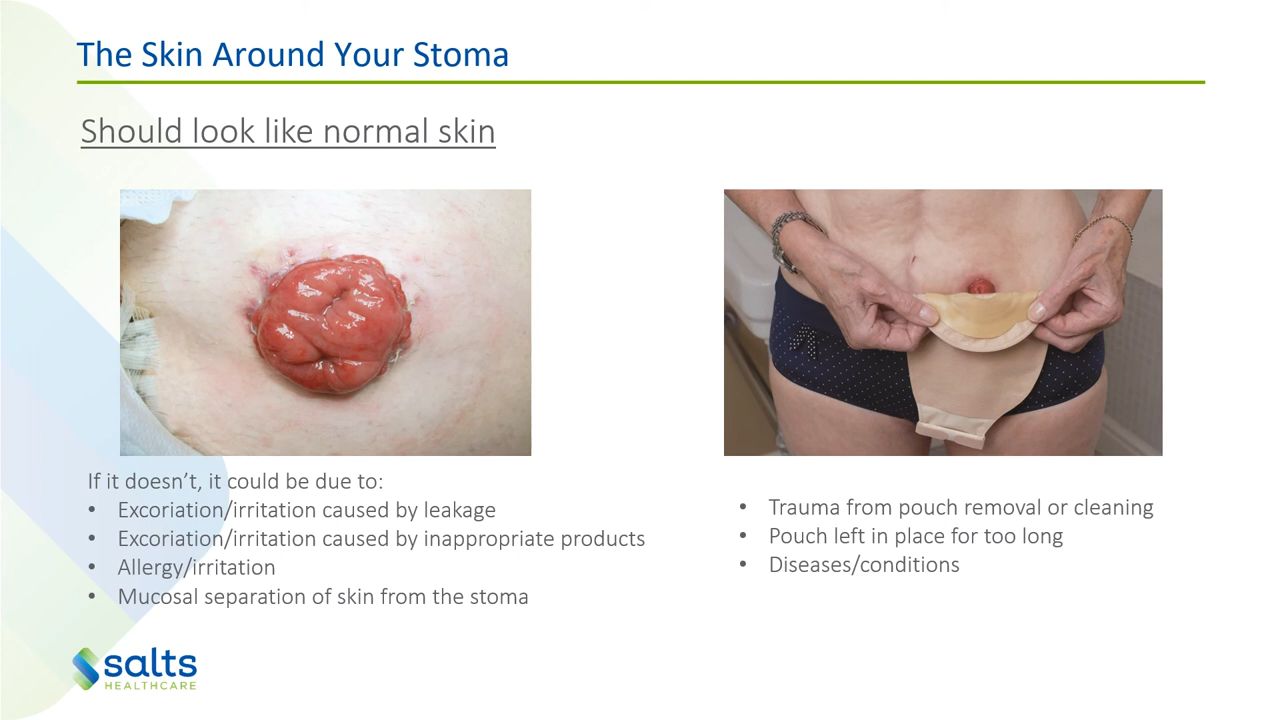 The Skin Around Your Stoma
Should look like normal skin
If it doesn’t, it could be due to:
• Excoriation/irritation caused by leakage
• Excoriation/irritation caused by inappropriate products
• Allergy/irritation
• Mucosal separation of skin from the stoma
• Trauma from pouch removal or cleaning
• Pouch left in place for too long
• Diseases/conditions
salts
HEALTHCARE